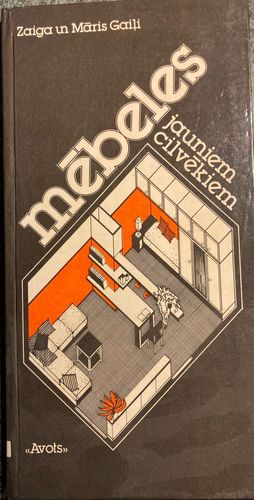 Zaiga un Māris Gaiļi
mēbeles
jauniem
cilvēkiem
«Avots»